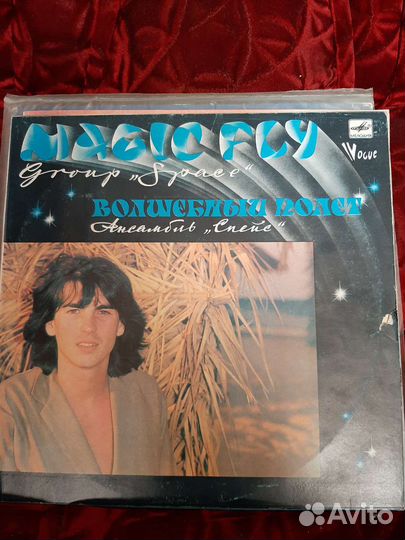 MAGIC FLY
Group „Space"
МЕЛОДИЯ
Vogue
ВОЛШЕБНЫЙ ПОЛЕТ
Ансамбль „Спейс"
Avito